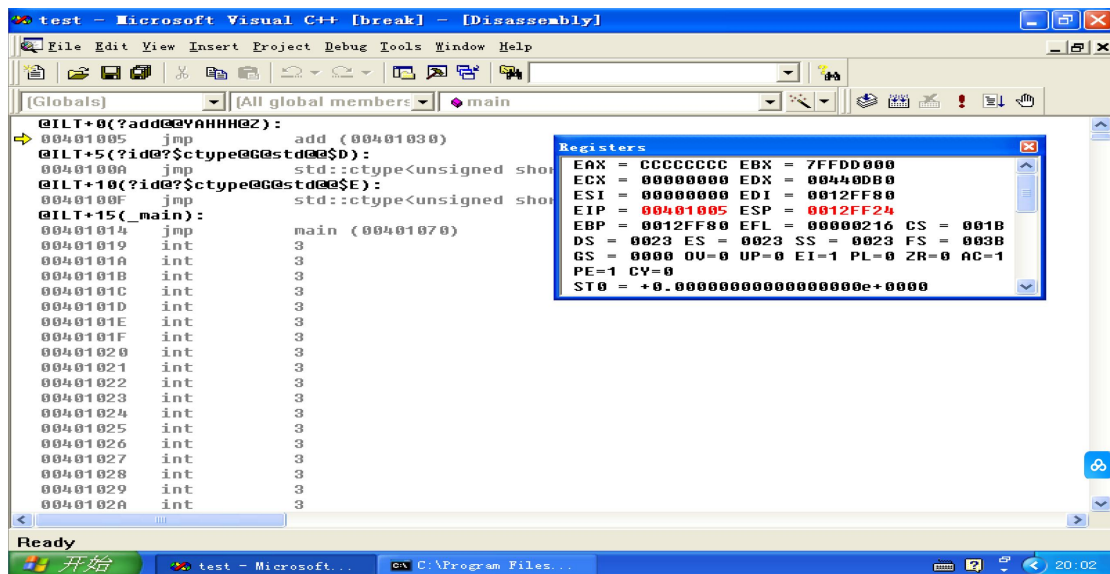 test - Microsoft Visual C++ [break] - [Disassembly]
File Edit View Insert Project Debug Tools Window Help
[Globals] [All global members main
@ILT+0(?add@@YAHHH@Z):
00401005 jmp add (00401030)
@ILT+5(?id@?$ctype@G@std@@$D):
0040100A jmp std::ctype<unsigned shor
@ILT+10(?id@?$ctype@G@std@@$E):
0040100F jmp std::ctype<unsigned shor
@ILT+15(_main):
00401014 jmp main (00401070)
00401019 int 3
0040101A int 3
0040101B int 3
0040101C int 3
0040101D int 3
0040101E int 3
0040101F int 3
00401020 int 3
00401021 int 3
00401022 int 3
00401023 int 3
00401024 int 3
00401025 int 3
00401026 int 3
00401027 int 3
00401028 int 3
00401029 int 3
0040102A int 3
Registers
EAX = CCCCCCCC EBX = 7FFDD000
ECX = 00000000 EDX = 00440DB0
ESI = 00000000 EDI = 0012FF80
EIP = 00401005 ESP = 0012FF24
EBP = 0012FF80 EFL = 00000216 CS = 001B
DS = 0023 ES = 0023 SS = 0023 FS = 003B
GS = 0000 OV=0 UP=0 EI=1 PL=0 ZR=0 AC=1
PE=1 CY=0
ST0 = +0.00000000000000000e+0000
Ready
开始 test - Microsoft... C:\Program Files... 20:02